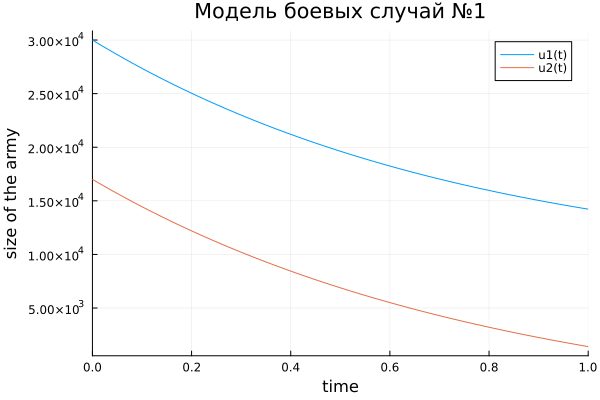 Модель боевых случай №1
3.00×10⁴
2.50×10⁴
2.00×10⁴
1.50×10⁴
1.00×10⁴
5.00×10³
size of the army
u1(t)
u2(t)
0.0 0.2 0.4 0.6 0.8 1.0
time